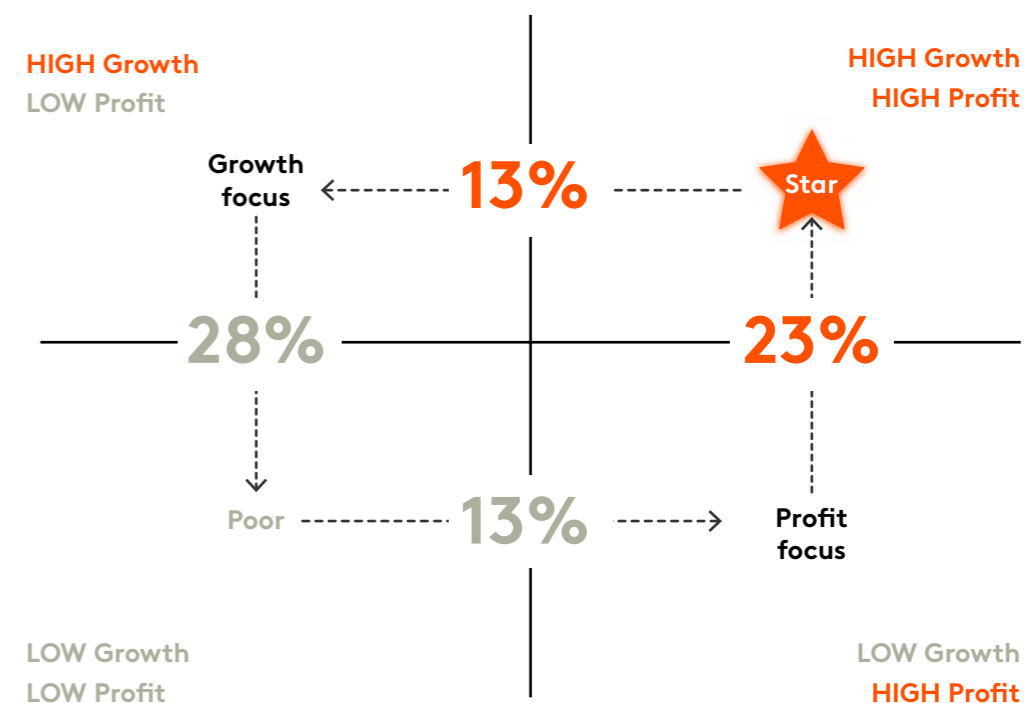 HIGH Growth
LOW Profit
HIGH Growth
HIGH Profit
Growth
focus
13%
Star
28%
23%
Poor
13%
Profit
focus
LOW Growth
LOW Profit
LOW Growth
HIGH Profit